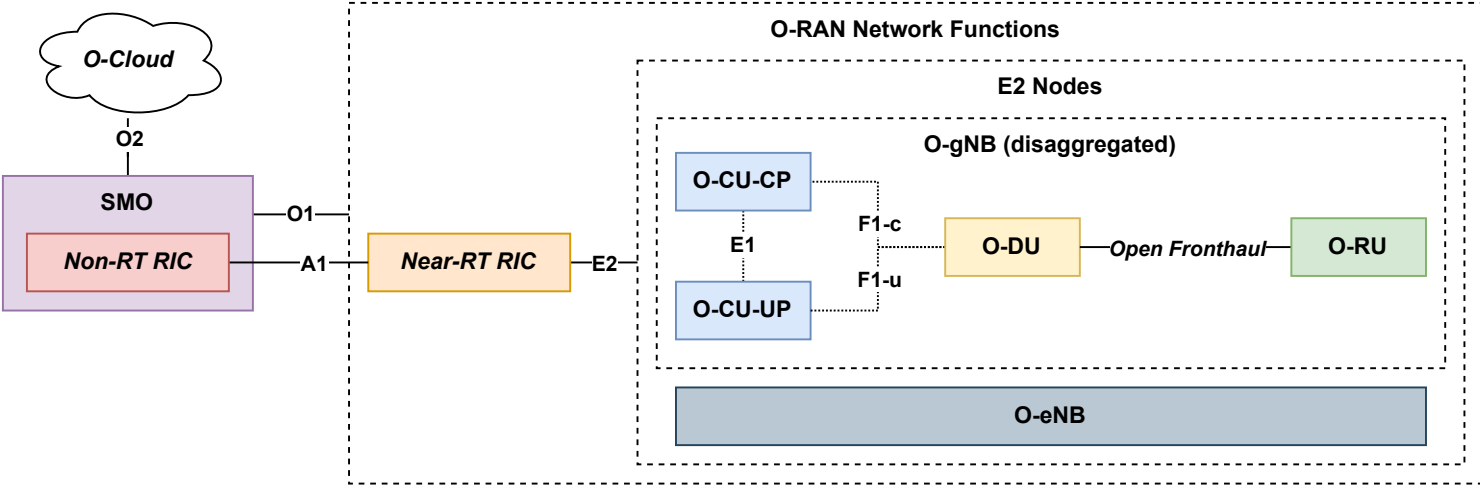 O-Cloud
O2
SMO
Non-RT RIC
O1
A1
O-RAN Network Functions
Near-RT RIC
E2
E2 Nodes
O-gNB (disaggregated)
O-CU-CP
E1
O-CU-UP
F1-c
F1-u
O-DU
Open Fronthaul
O-RU
O-eNB